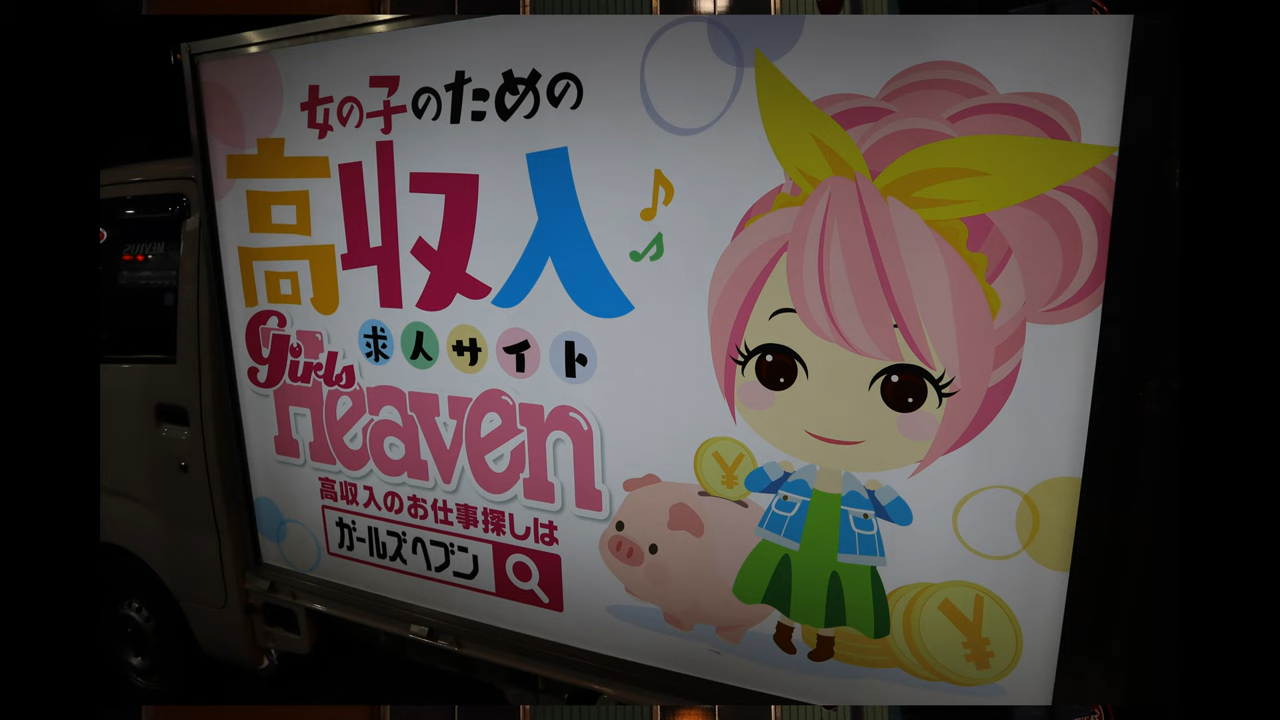 女の子のための
高収入
求人サイト
Girls
Heaven
高収入のお仕事探しは
ガールズヘブン